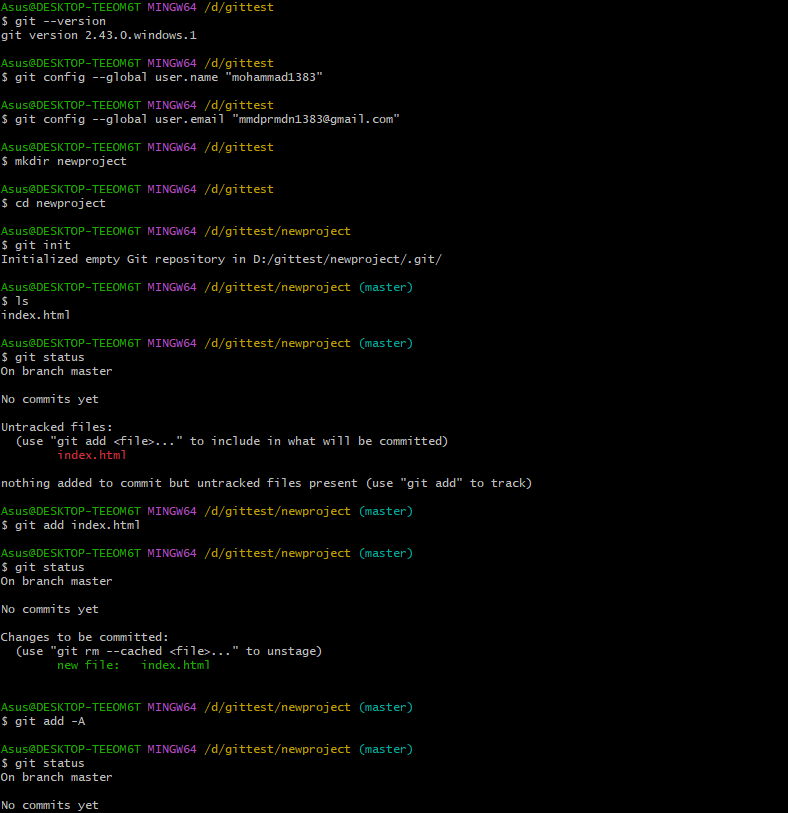 Asus@DESKTOP-TEEOM6T MINGW64 /d/gittest
$ git --version
git version 2.43.0.windows.1

Asus@DESKTOP-TEEOM6T MINGW64 /d/gittest
$ git config --global user.name "mohammad1383"

Asus@DESKTOP-TEEOM6T MINGW64 /d/gittest
$ git config --global user.email "mmdprmdn1383@gmail.com"

Asus@DESKTOP-TEEOM6T MINGW64 /d/gittest
$ mkdir newproject

Asus@DESKTOP-TEEOM6T MINGW64 /d/gittest
$ cd newproject

Asus@DESKTOP-TEEOM6T MINGW64 /d/gittest/newproject
$ git init
Initialized empty Git repository in D:/gittest/newproject/.git/

Asus@DESKTOP-TEEOM6T MINGW64 /d/gittest/newproject (master)
$ ls
index.html

Asus@DESKTOP-TEEOM6T MINGW64 /d/gittest/newproject (master)
$ git status
On branch master

No commits yet

Untracked files:
  (use "git add <file>..." to include in what will be committed)
        index.html

nothing added to commit but untracked files present (use "git add" to track)

Asus@DESKTOP-TEEOM6T MINGW64 /d/gittest/newproject (master)
$ git add index.html

Asus@DESKTOP-TEEOM6T MINGW64 /d/gittest/newproject (master)
$ git status
On branch master

No commits yet

Changes to be committed:
  (use "git rm --cached <file>..." to unstage)
        new file:   index.html


Asus@DESKTOP-TEEOM6T MINGW64 /d/gittest/newproject (master)
$ git add -A

Asus@DESKTOP-TEEOM6T MINGW64 /d/gittest/newproject (master)
$ git status
On branch master

No commits yet